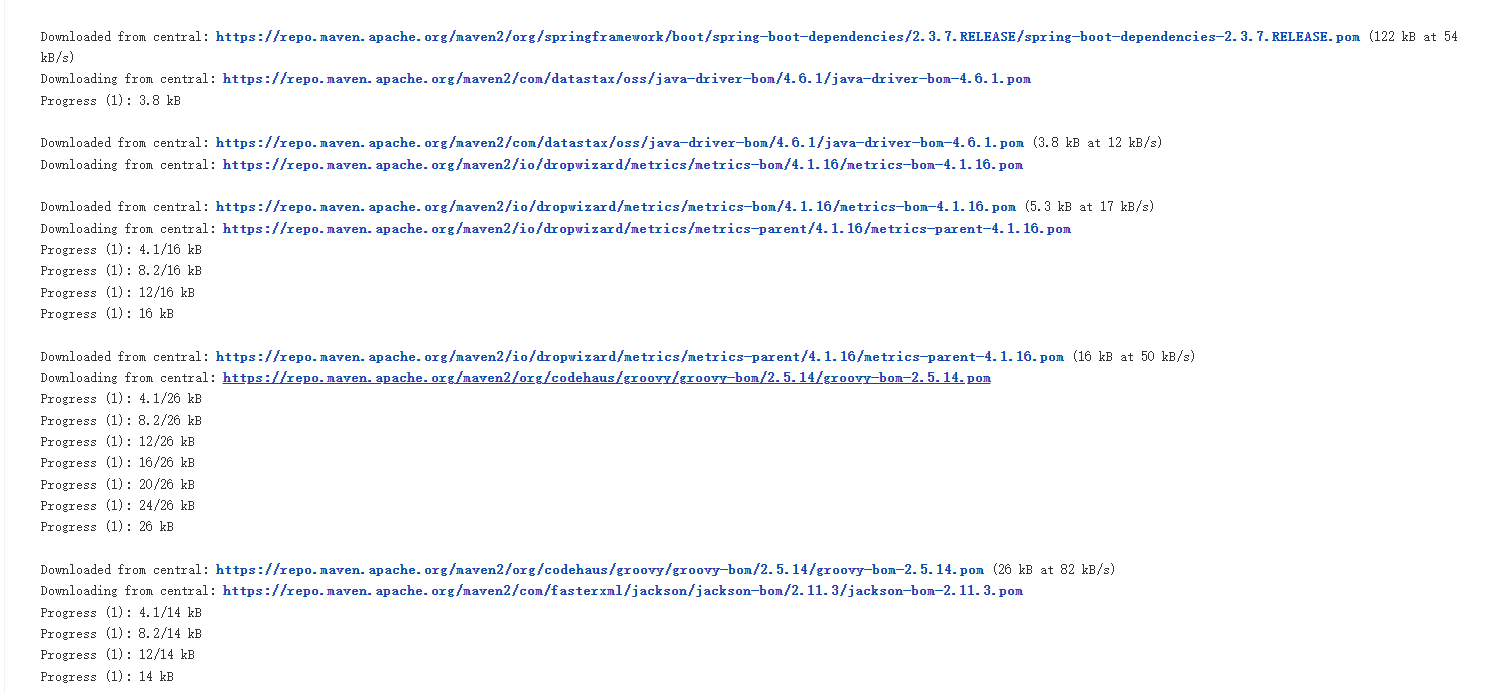 Downloaded from central: https://repo.maven.apache.org/maven2/org/springframework/boot/spring-boot-dependencies/2.3.7.RELEASE/spring-boot-dependencies-2.3.7.RELEASE.pom (122 kB at 54
kB/s)
Downloading from central: https://repo.maven.apache.org/maven2/com/datastax/oss/java-driver-bom/4.6.1/java-driver-bom-4.6.1.pom
Progress (1): 3.8 kB
Downloaded from central: https://repo.maven.apache.org/maven2/com/datastax/oss/java-driver-bom/4.6.1/java-driver-bom-4.6.1.pom (3.8 kB at 12 kB/s)
Downloading from central: https://repo.maven.apache.org/maven2/io/dropwizard/metrics/metrics-bom/4.1.16/metrics-bom-4.1.16.pom
Downloaded from central: https://repo.maven.apache.org/maven2/io/dropwizard/metrics/metrics-bom/4.1.16/metrics-bom-4.1.16.pom (5.3 kB at 17 kB/s)
Downloading from central: https://repo.maven.apache.org/maven2/io/dropwizard/metrics/metrics-parent/4.1.16/metrics-parent-4.1.16.pom
Progress (1): 4.1/16 kB
Progress (1): 8.2/16 kB
Progress (1): 12/16 kB
Progress (1): 16 kB
Downloaded from central: https://repo.maven.apache.org/maven2/io/dropwizard/metrics/metrics-parent/4.1.16/metrics-parent-4.1.16.pom (16 kB at 50 kB/s)
Downloading from central: https://repo.maven.apache.org/maven2/org/codehaus/groovy/groovy-bom/2.5.14/groovy-bom-2.5.14.pom
Progress (1): 4.1/26 kB
Progress (1): 8.2/26 kB
Progress (1): 12/26 kB
Progress (1): 16/26 kB
Progress (1): 20/26 kB
Progress (1): 24/26 kB
Progress (1): 26 kB
Downloaded from central: https://repo.maven.apache.org/maven2/org/codehaus/groovy/groovy-bom/2.5.14/groovy-bom-2.5.14.pom (26 kB at 82 kB/s)
Downloading from central: https://repo.maven.apache.org/maven2/com/fasterxml/jackson/jackson-bom/2.11.3/jackson-bom-2.11.3.pom
Progress (1): 4.1/14 kB
Progress (1): 8.2/14 kB
Progress (1): 12/14 kB
Progress (1): 14 kB